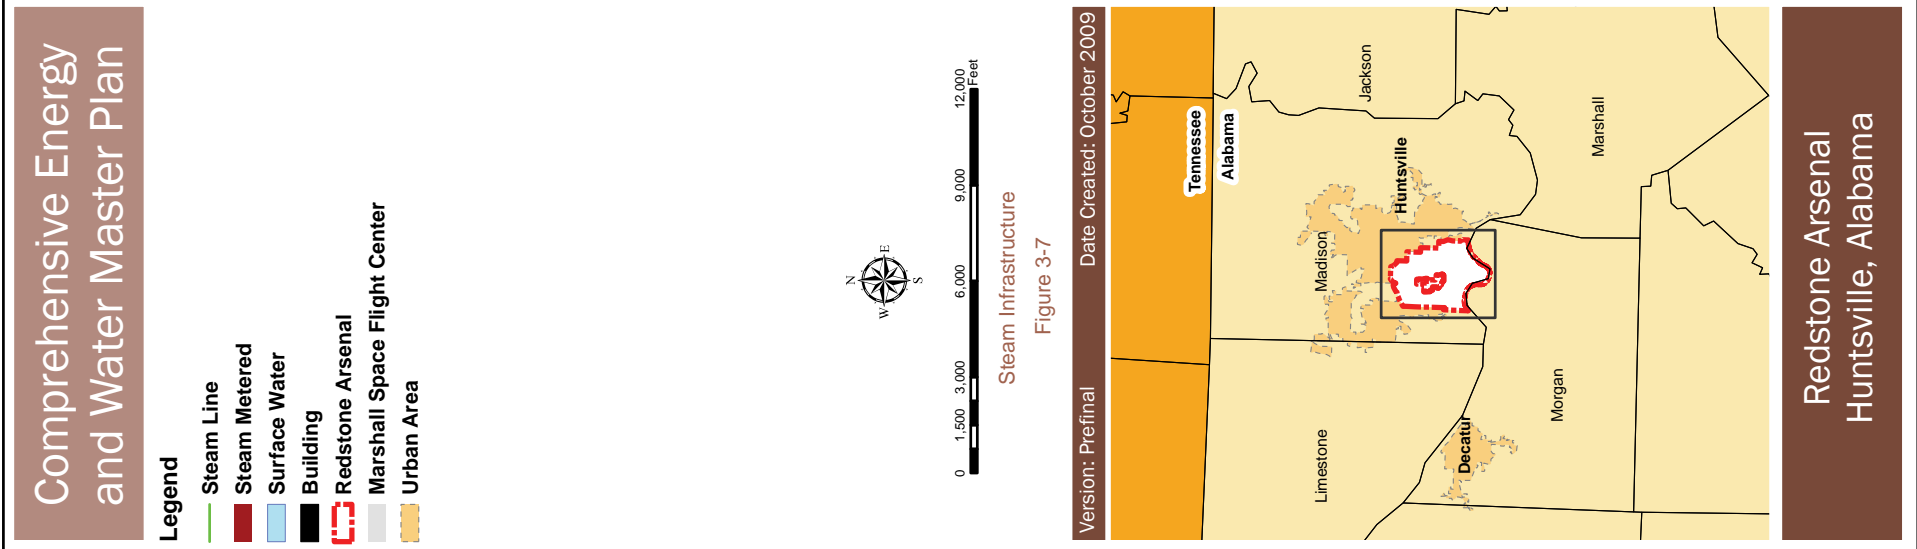 Comprehensive Energy
and Water Master Plan
Legend
Steam Line
Steam Metered
Surface Water
Building
Redstone Arsenal
Marshall Space Flight Center
Urban Area
N
W
E
S
0 1,500 3,000 6,000 9,000 12,000
Feet
Steam Infrastructure
Figure 3-7
Version: Prefinal Date Created: October 2009
Tennessee
Alabama
Limestone
Madison
Jackson
Huntsville
Decatur
Morgan
Marshall
Redstone Arsenal
Huntsville, Alabama